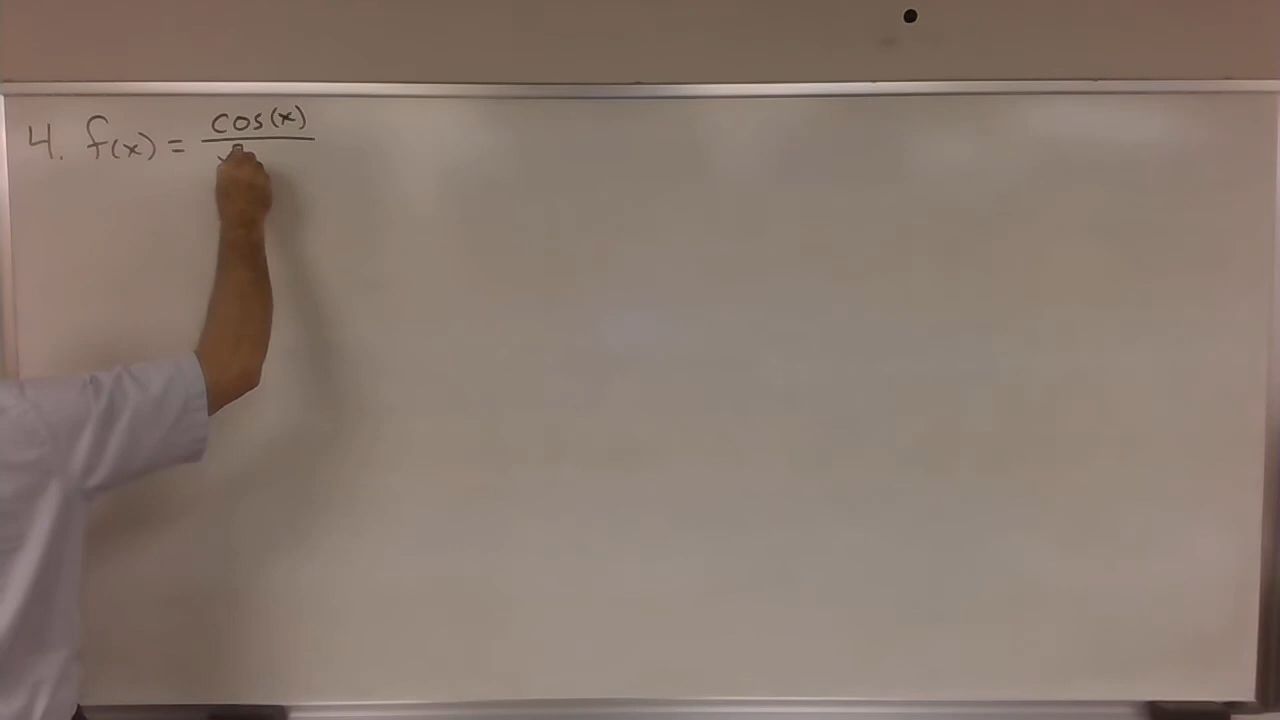 4. f(x) = cos(x)